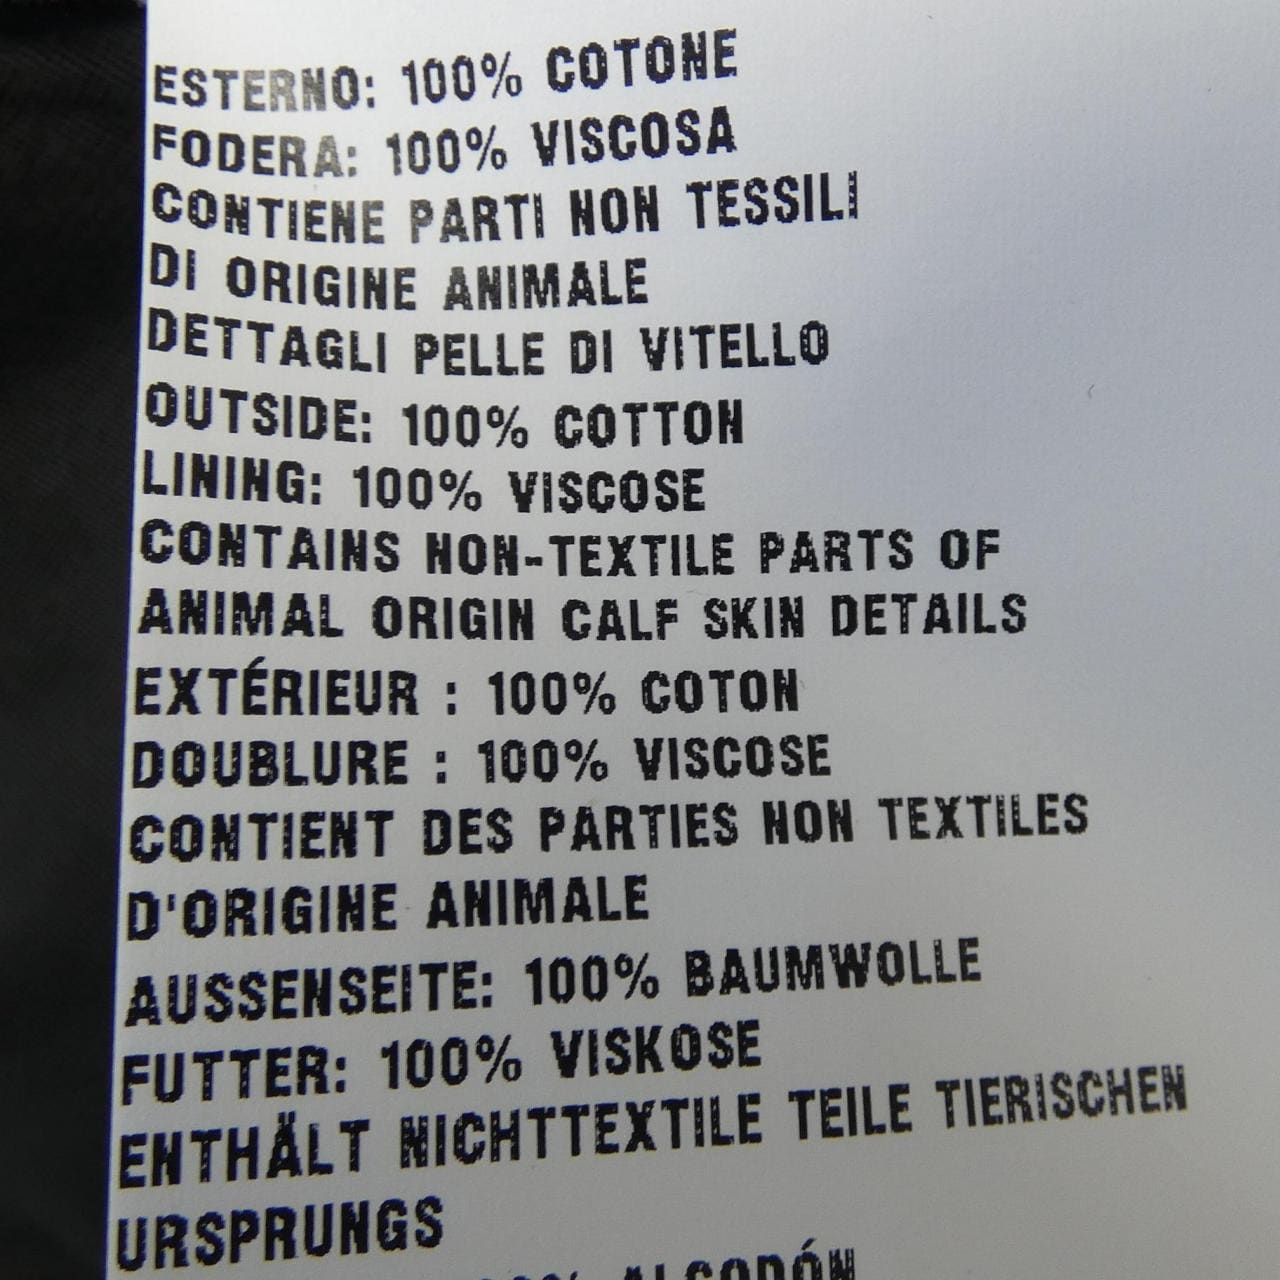 ESTERNO: 100% COTONE
FODERA: 100% VISCOSA
CONTIENE PARTI NON TESSILI
DI ORIGINE ANIMALE
DETTAGLI PELLE DI VITELLO
OUTSIDE: 100% COTTON
LINING: 100% VISCOSE
CONTAINS NON-TEXTILE PARTS OF
ANIMAL ORIGIN CALF SKIN DETAILS
EXTÉRIEUR : 100% COTON
DOUBLURE : 100% VISCOSE
CONTIENT DES PARTIES NON TEXTILES
D'ORIGINE ANIMALE
AUSSENSEITE: 100% BAUMWOLLE
FUTTER: 100% VISKOSE
ENTHÄLT NICHTTEXTILE TEILE TIERISCHEN
URSPRUNGS
ALGODÓN